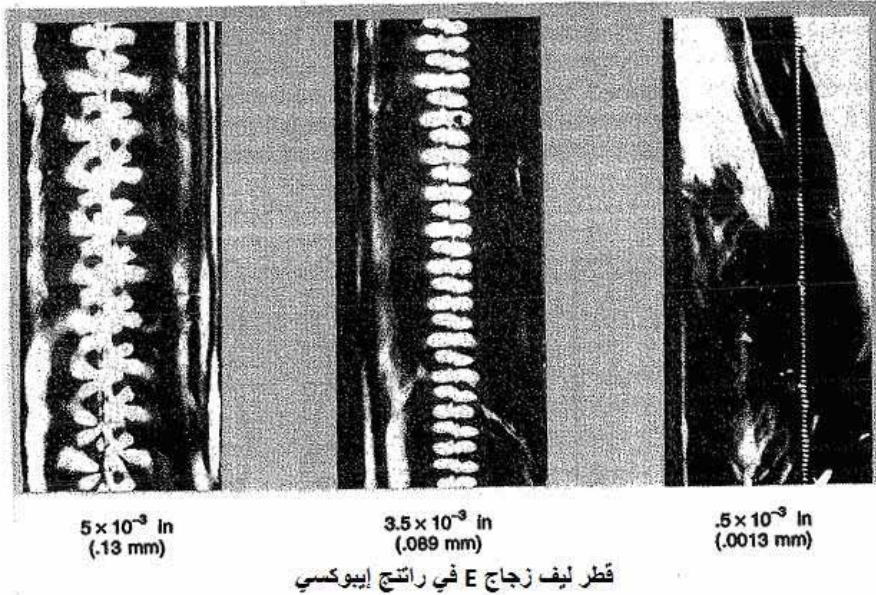 5 × 10⁻³ in
(.13 mm)
3.5 × 10⁻³ in
(.089 mm)
.5 × 10⁻³ in
(.0013 mm)
قطر ليف زجاج E في راتنج إيبوكسي